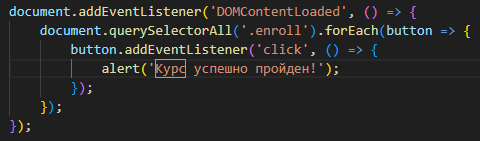 document.addEventListener('DOMContentLoaded', () => {
    document.querySelectorAll('.enroll').forEach(button => {
        button.addEventListener('click', () => {
            alert('Курс успешно пройден!');
        });
    });
});